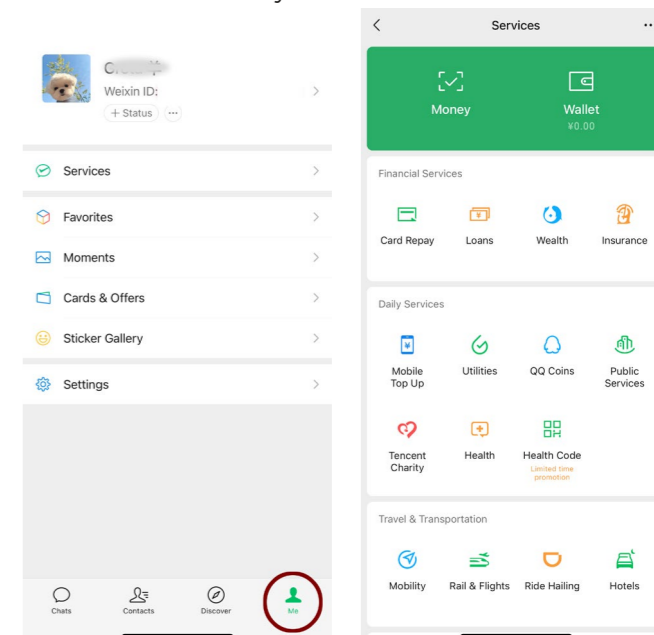 Weixin ID:
+ Status
Services
Favorites
Moments
Cards & Offers
Sticker Gallery
Settings
Chats
Contacts
Discover
Me
Services
Money
Wallet
¥0.00
Financial Services
Card Repay
Loans
Wealth
Insurance
Daily Services
Mobile
Top Up
Utilities
QQ Coins
Public
Services
Tencent
Charity
Health
Health Code
Limited time
promotion
Travel & Transportation
Mobility
Rail & Flights
Ride Hailing
Hotels